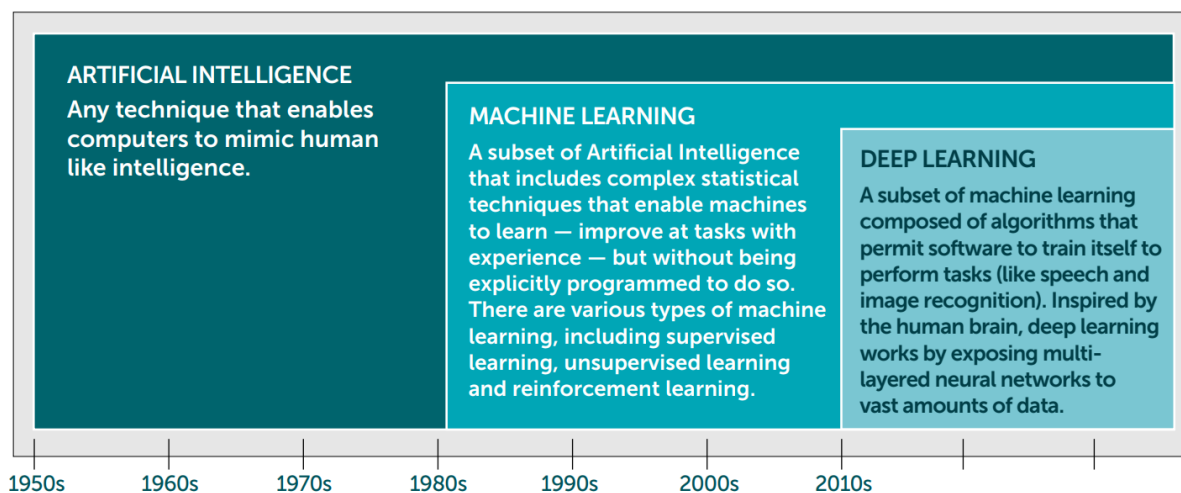 ARTIFICIAL INTELLIGENCE
Any technique that enables
computers to mimic human
like intelligence.
MACHINE LEARNING
A subset of Artificial Intelligence
that includes complex statistical
techniques that enable machines
to learn — improve at tasks with
experience — but without being
explicitly programmed to do so.
There are various types of machine
learning, including supervised
learning, unsupervised learning
and reinforcement learning.
DEEP LEARNING
A subset of machine learning
composed of algorithms that
permit software to train itself to
perform tasks (like speech and
image recognition). Inspired by
the human brain, deep learning
works by exposing multi-
layered neural networks to
vast amounts of data.
1950s 1960s 1970s 1980s 1990s 2000s 2010s